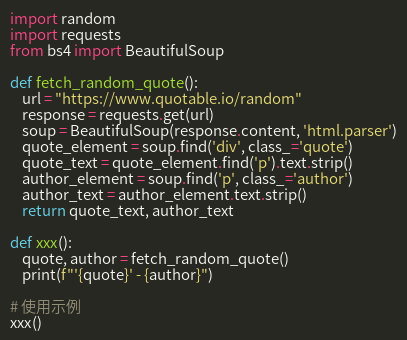 import random
import requests
from bs4 import BeautifulSoup

def fetch_random_quote():
    url = "https://www.quotable.io/random"
    response = requests.get(url)
    soup = BeautifulSoup(response.content, 'html.parser')
    quote_element = soup.find('div', class_='quote')
    quote_text = quote_element.find('p').text.strip()
    author_element = soup.find('p', class_='author')
    author_text = author_element.text.strip()
    return quote_text, author_text

def xxx():
    quote, author = fetch_random_quote()
    print(f"'{quote}' - {author}")

# 使用示例
xxx()